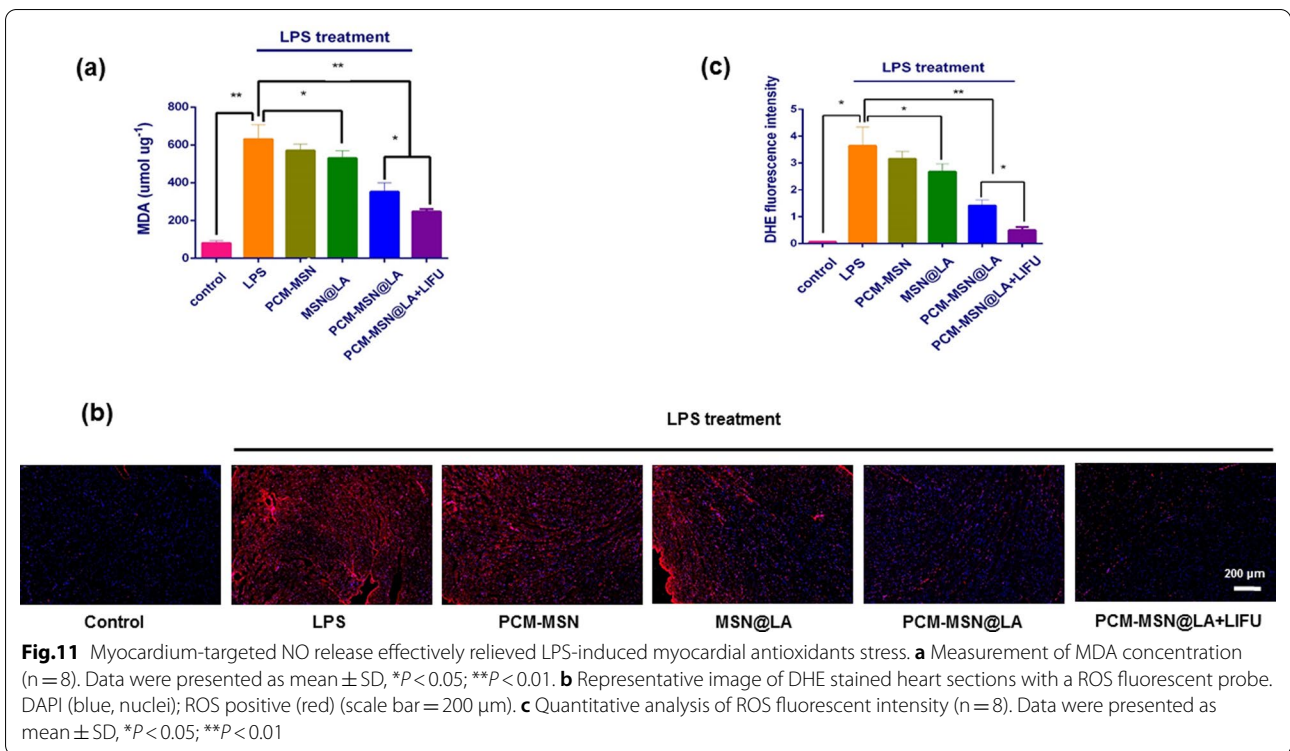 LPS treatment
(a)
**
**
*
*
800
600
400
200
0
MDA (umol ug⁻¹)
control
LPS
PCM-MSN
MSN@LA
PCM-MSN@LA
PCM-MSN@LA+LIFU
(c)
LPS treatment
**
*
*
*
5
4
3
2
1
0
DHE fluorescence intensity
control
LPS
PCM-MSN
MSN@LA
PCM-MSN@LA
PCM-MSN@LA+LIFU
(b)
LPS treatment
200 µm
Control LPS PCM-MSN MSN@LA PCM-MSN@LA PCM-MSN@LA+LIFU
Fig.11 Myocardium-targeted NO release effectively relieved LPS-induced myocardial antioxidants stress. a Measurement of MDA concentration
(n = 8). Data were presented as mean ± SD, *P < 0.05; **P < 0.01. b Representative image of DHE stained heart sections with a ROS fluorescent probe.
DAPI (blue, nuclei); ROS positive (red) (scale bar = 200 µm). c Quantitative analysis of ROS fluorescent intensity (n = 8). Data were presented as
mean ± SD, *P < 0.05; **P < 0.01